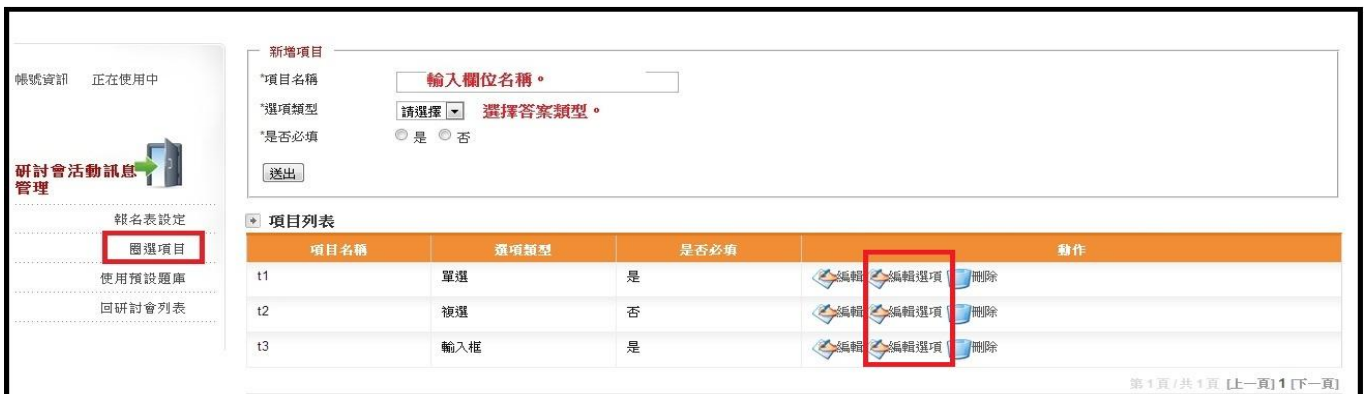 帳號資訊 正在使用中
研討會活動訊息
管理
報名表設定
圈選項目
使用預設題庫
回研討會列表
新增項目
*項目名稱 輸入欄位名稱。
*選項類型 請選擇 選擇答案類型。
*是否必填 是 否
送出
項目列表
項目名稱 選項類型 是否必填 動作
t1 單選 是 編輯 編輯選項 刪除
t2 複選 否 編輯 編輯選項 刪除
t3 輸入框 是 編輯 編輯選項 刪除
第1頁/共1頁 [上一頁] 1 [下一頁]